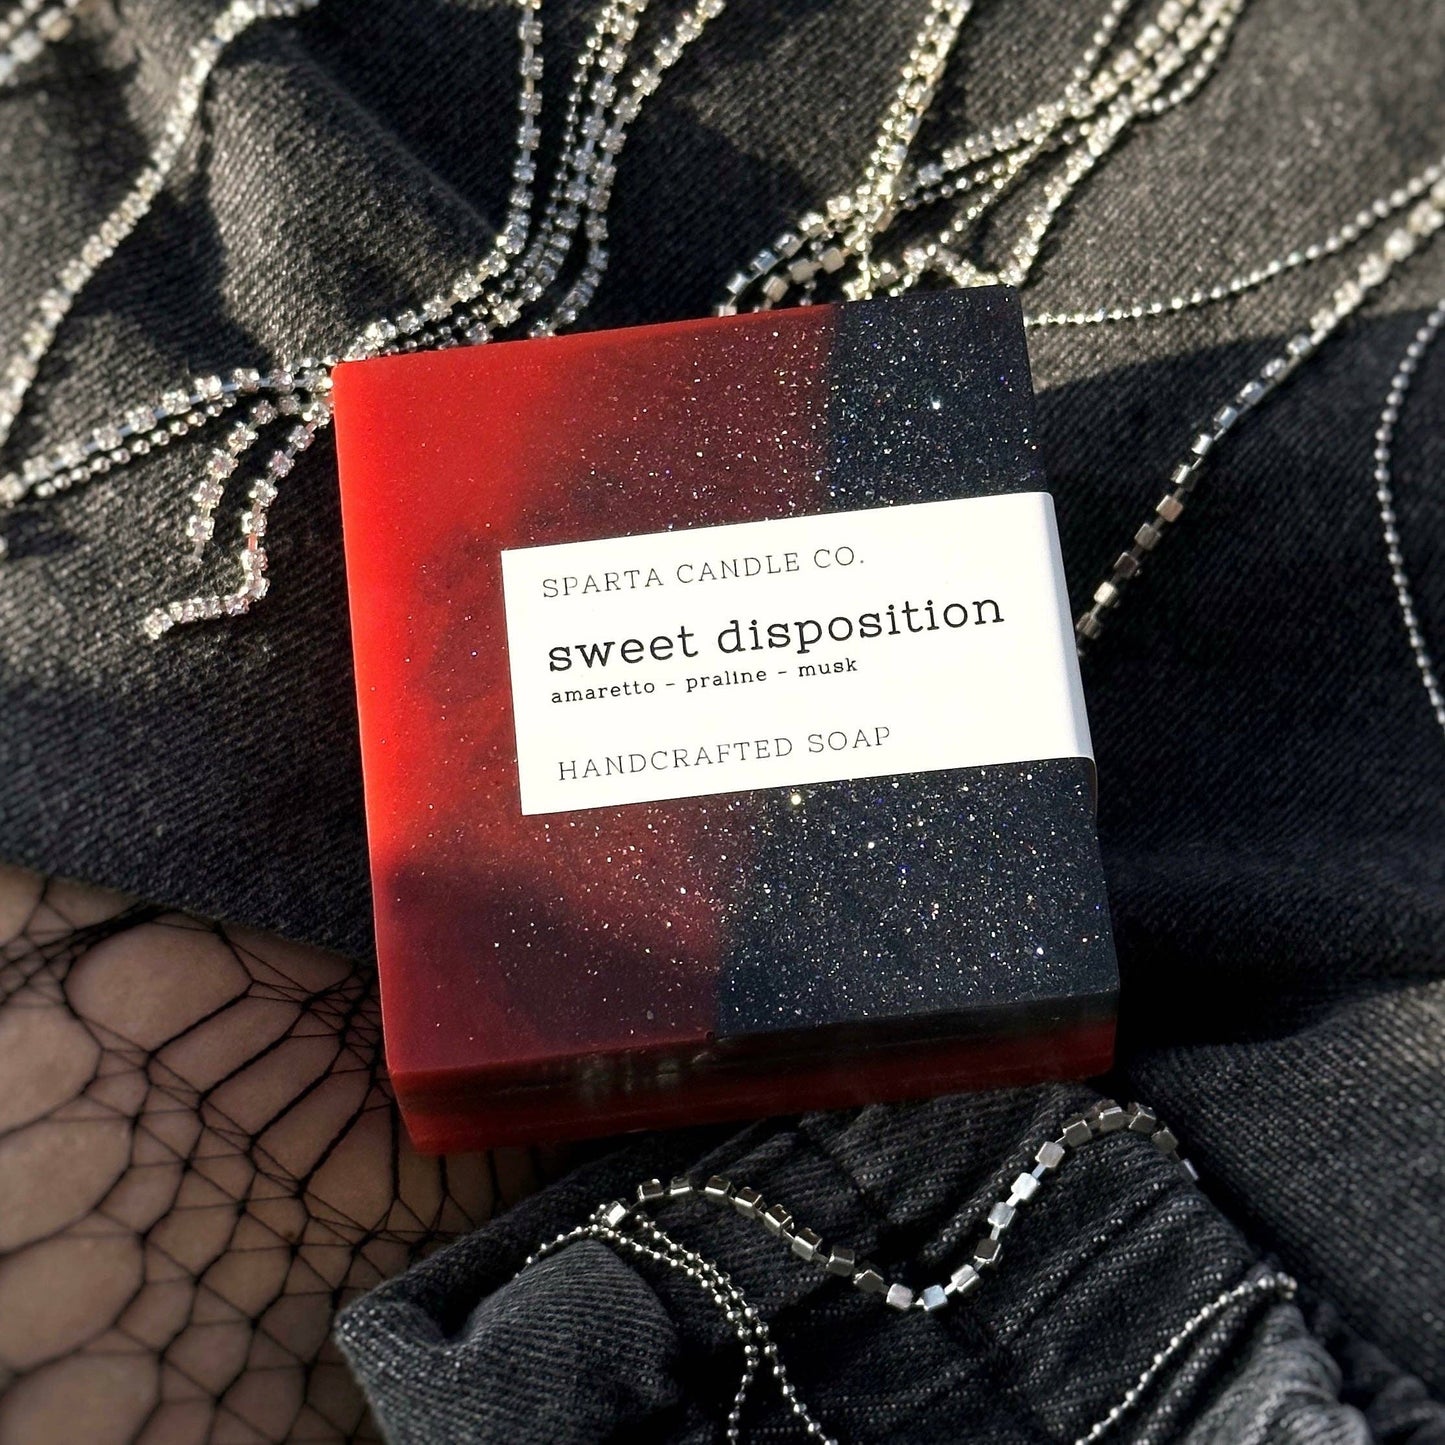 SPARTA CANDLE CO.
sweet disposition
amaretto - praline - musk
HANDCRAFTED SOAP